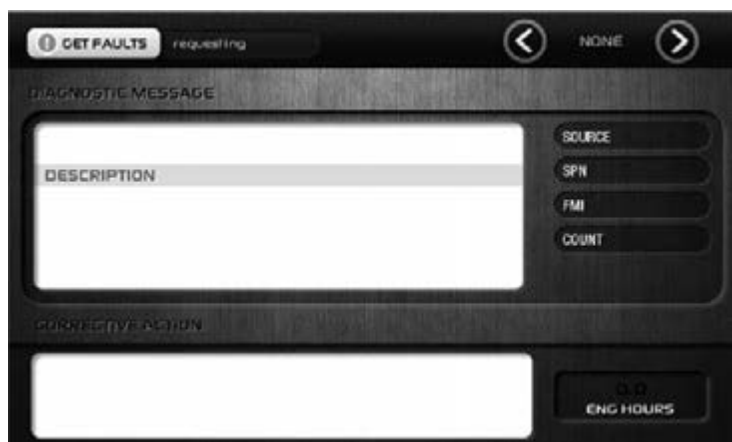 GET FAULTS requesting NONE
DIAGNOSTIC MESSAGE
SOURCE
DESCRIPTION SPN
FMI
COUNT
CORRECTIVE ACTION
0.0
ENG HOURS